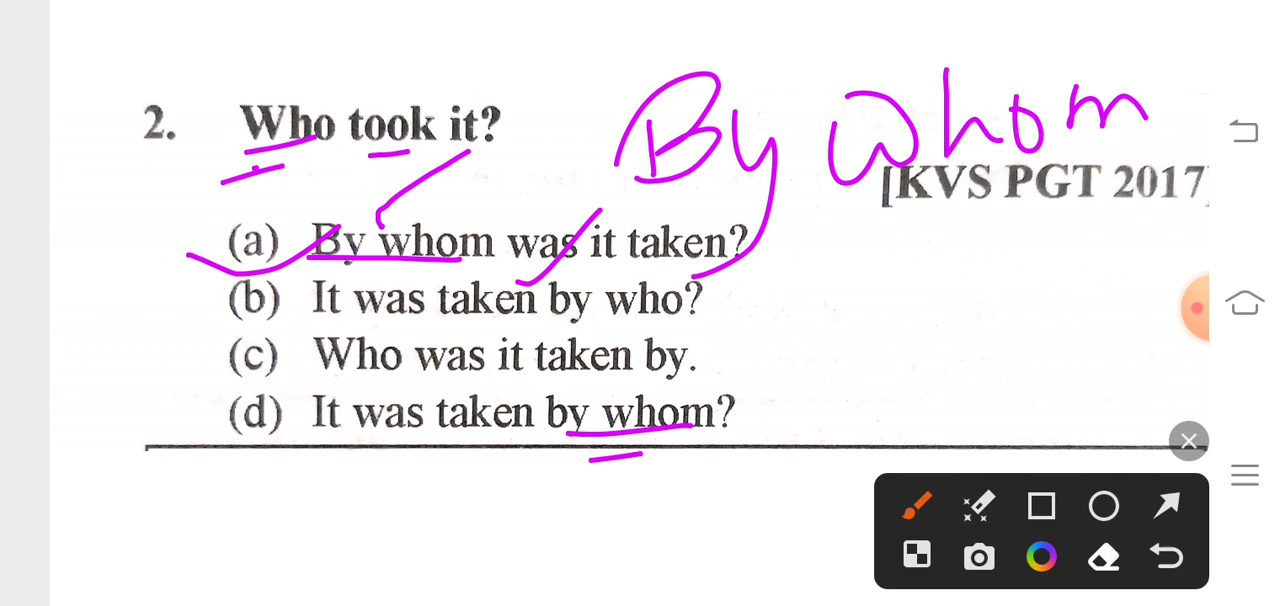 2. Who took it?
By whom
[KVS PGT 2017]
(a) By whom was it taken?
(b) It was taken by who?
(c) Who was it taken by.
(d) It was taken by whom?